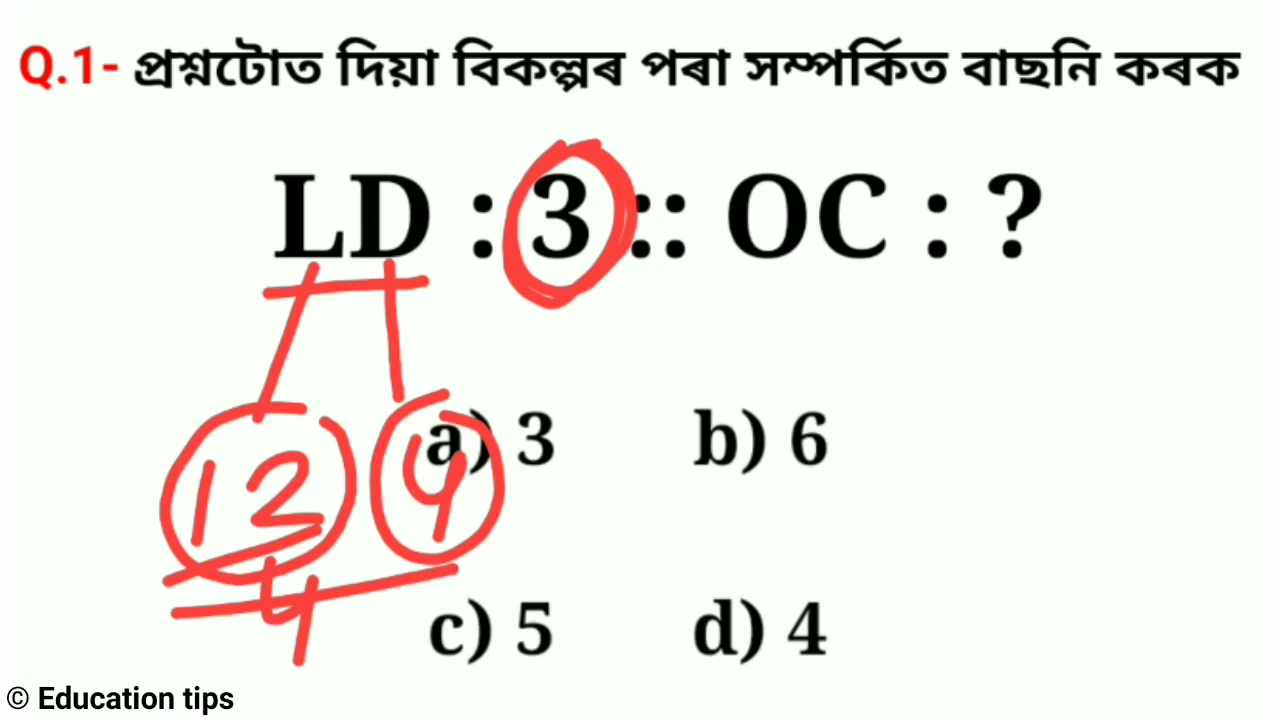 Q.1- প্ৰশ্নটোত দিয়া বিকল্পৰ পৰা সম্পৰ্কিত বাছনি কৰক
LD : 3 :: OC : ?
a) 3 b) 6
12 4
4
c) 5 d) 4
© Education tips